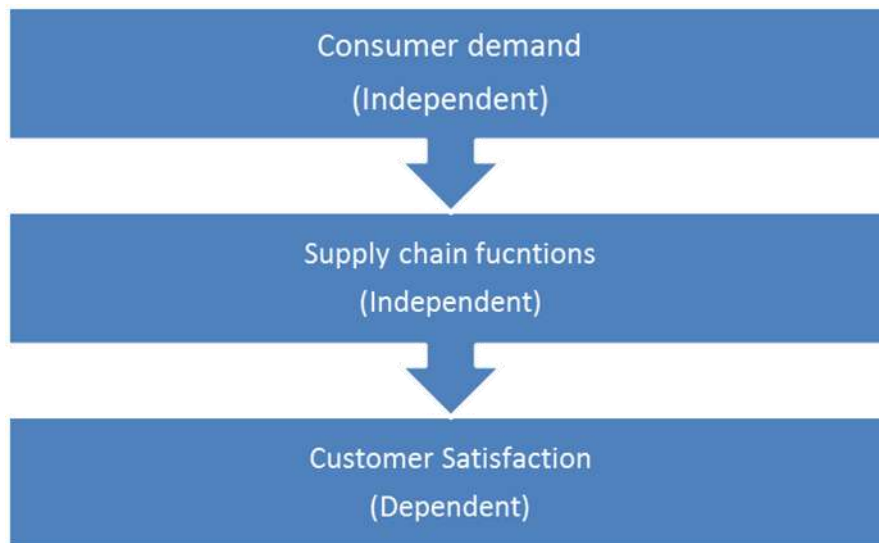 Consumer demand
(Independent)
Supply chain fucntions
(Independent)
Customer Satisfaction
(Dependent)